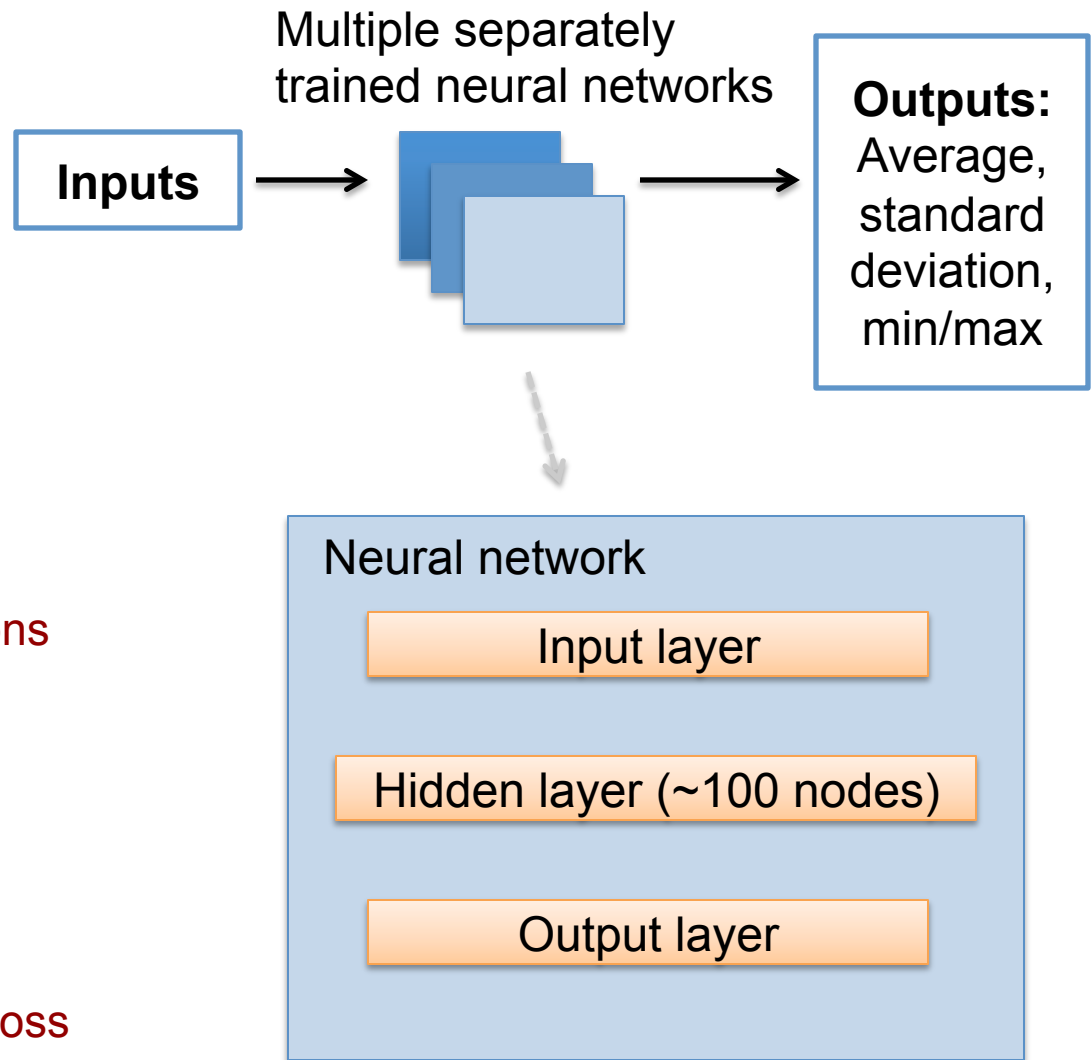 Multiple separately
trained neural networks
Inputs
Outputs:
Average,
standard
deviation,
min/max
Neural network
Input layer
Hidden layer (~100 nodes)
Output layer
ns
oss